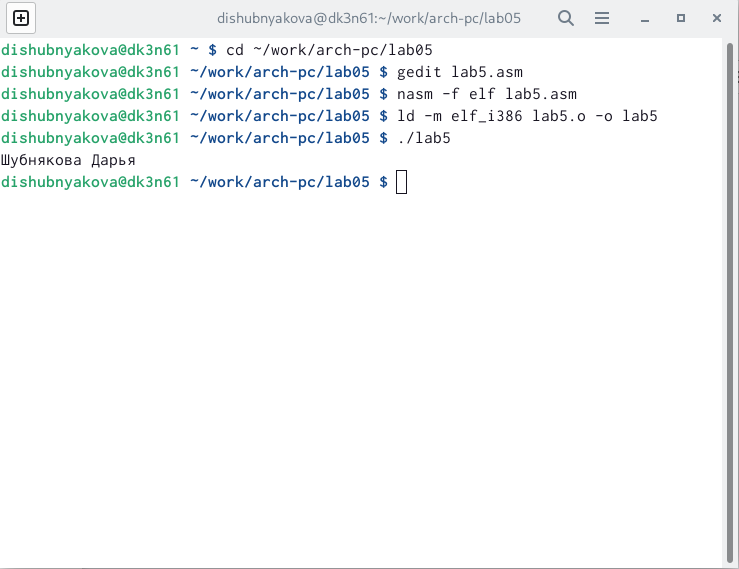 dishubnyakova@dk3n61:~/work/arch-pc/lab05
dishubnyakova@dk3n61 ~ $ cd ~/work/arch-pc/lab05
dishubnyakova@dk3n61 ~/work/arch-pc/lab05 $ gedit lab5.asm
dishubnyakova@dk3n61 ~/work/arch-pc/lab05 $ nasm -f elf lab5.asm
dishubnyakova@dk3n61 ~/work/arch-pc/lab05 $ ld -m elf_i386 lab5.o -o lab5
dishubnyakova@dk3n61 ~/work/arch-pc/lab05 $ ./lab5
Шубнякова Дарья
dishubnyakova@dk3n61 ~/work/arch-pc/lab05 $